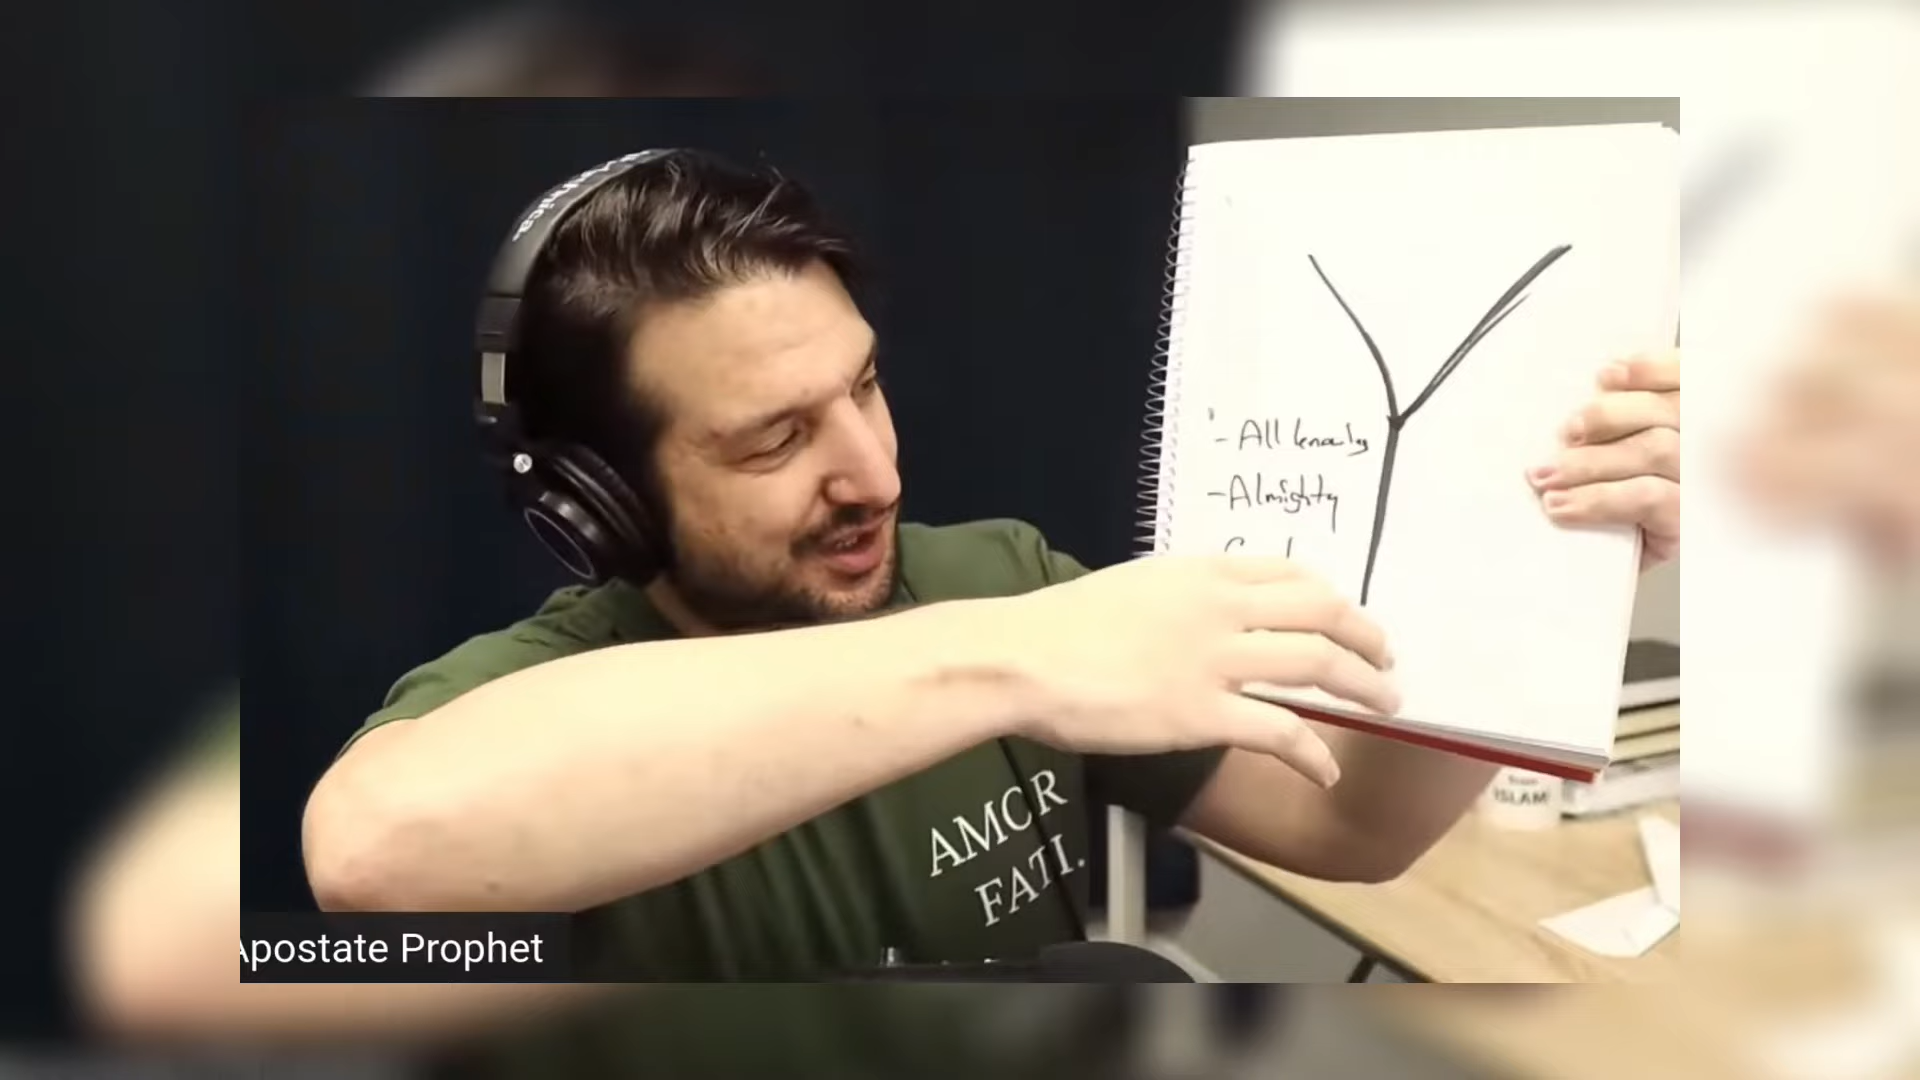 - All knowing
- Almighty
AMOR
FATI.
ISLAM
Apostate Prophet